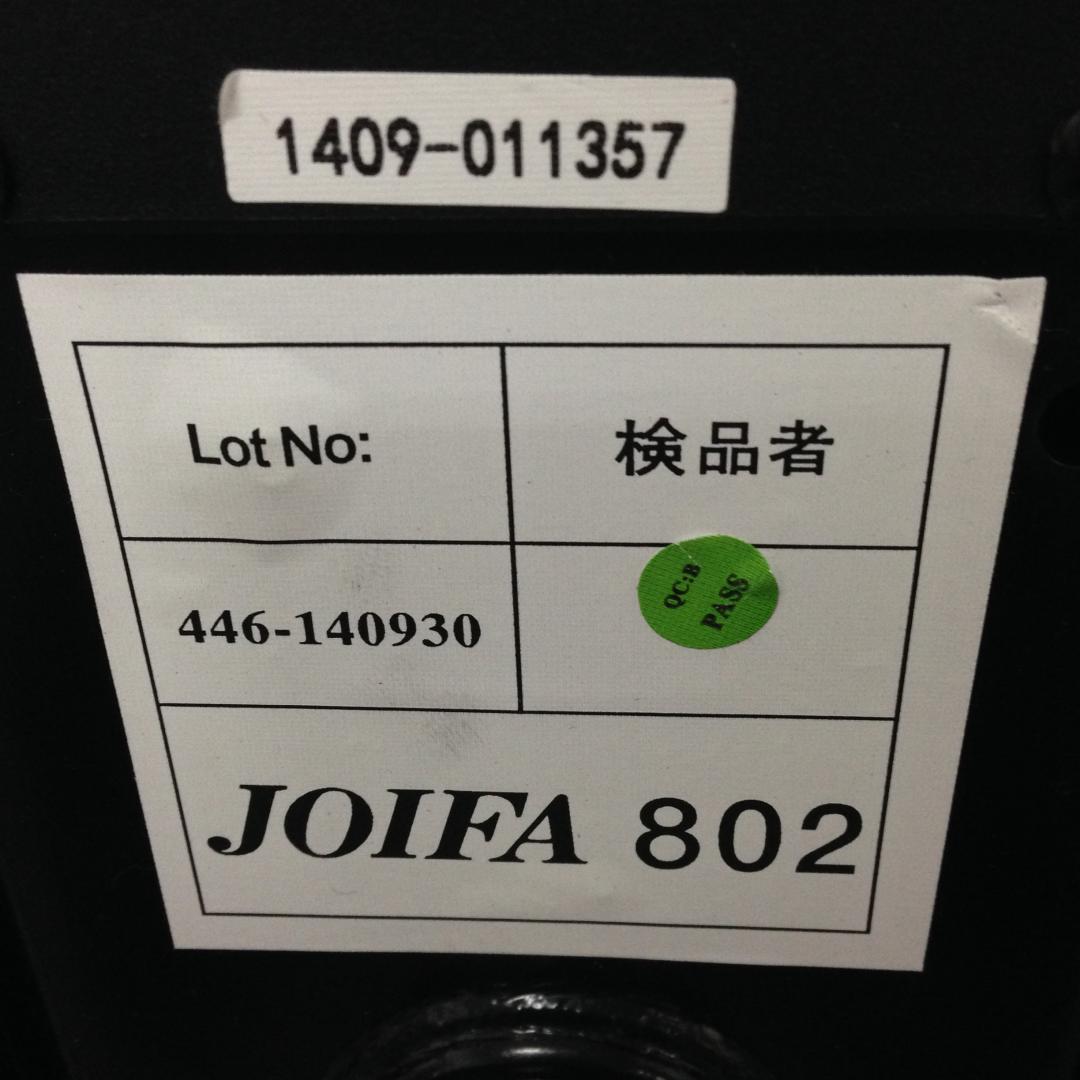 1409-011357
Lot No:
検品者
446-140930
QC:B
PASS
JOIFA 802